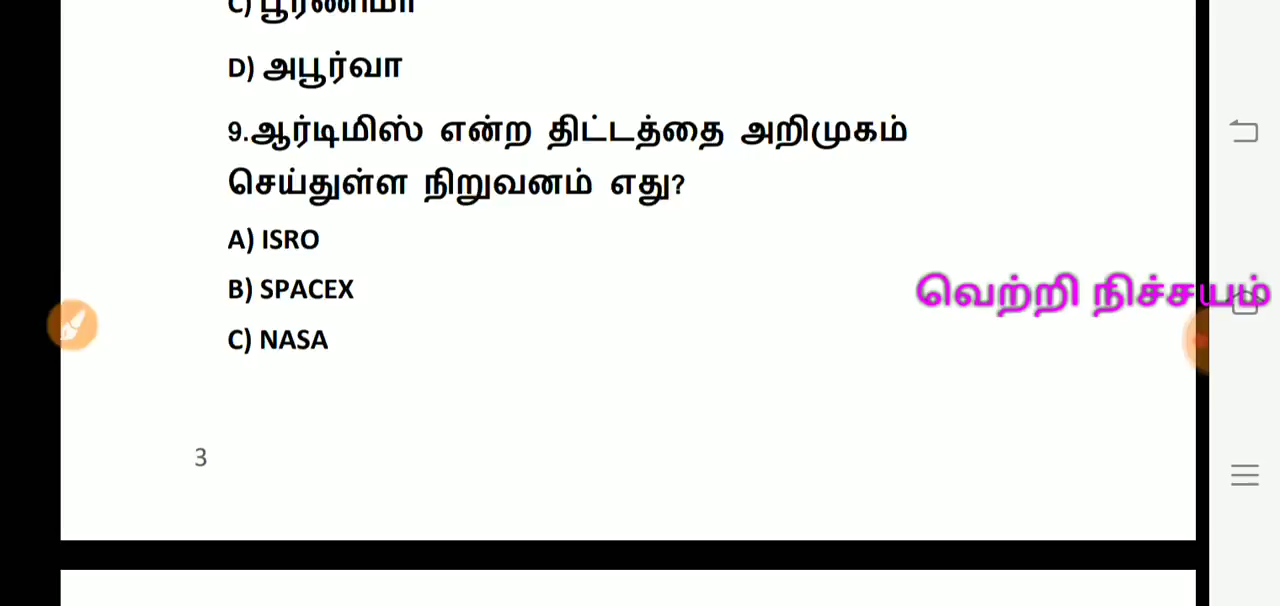 C) பூர்ணிமா
D) அபூர்வா
9.ஆர்டிமிஸ் என்ற திட்டத்தை அறிமுகம்
செய்துள்ள நிறுவனம் எது?
A) ISRO
B) SPACEX
வெற்றி நிச்சயம்
C) NASA
3